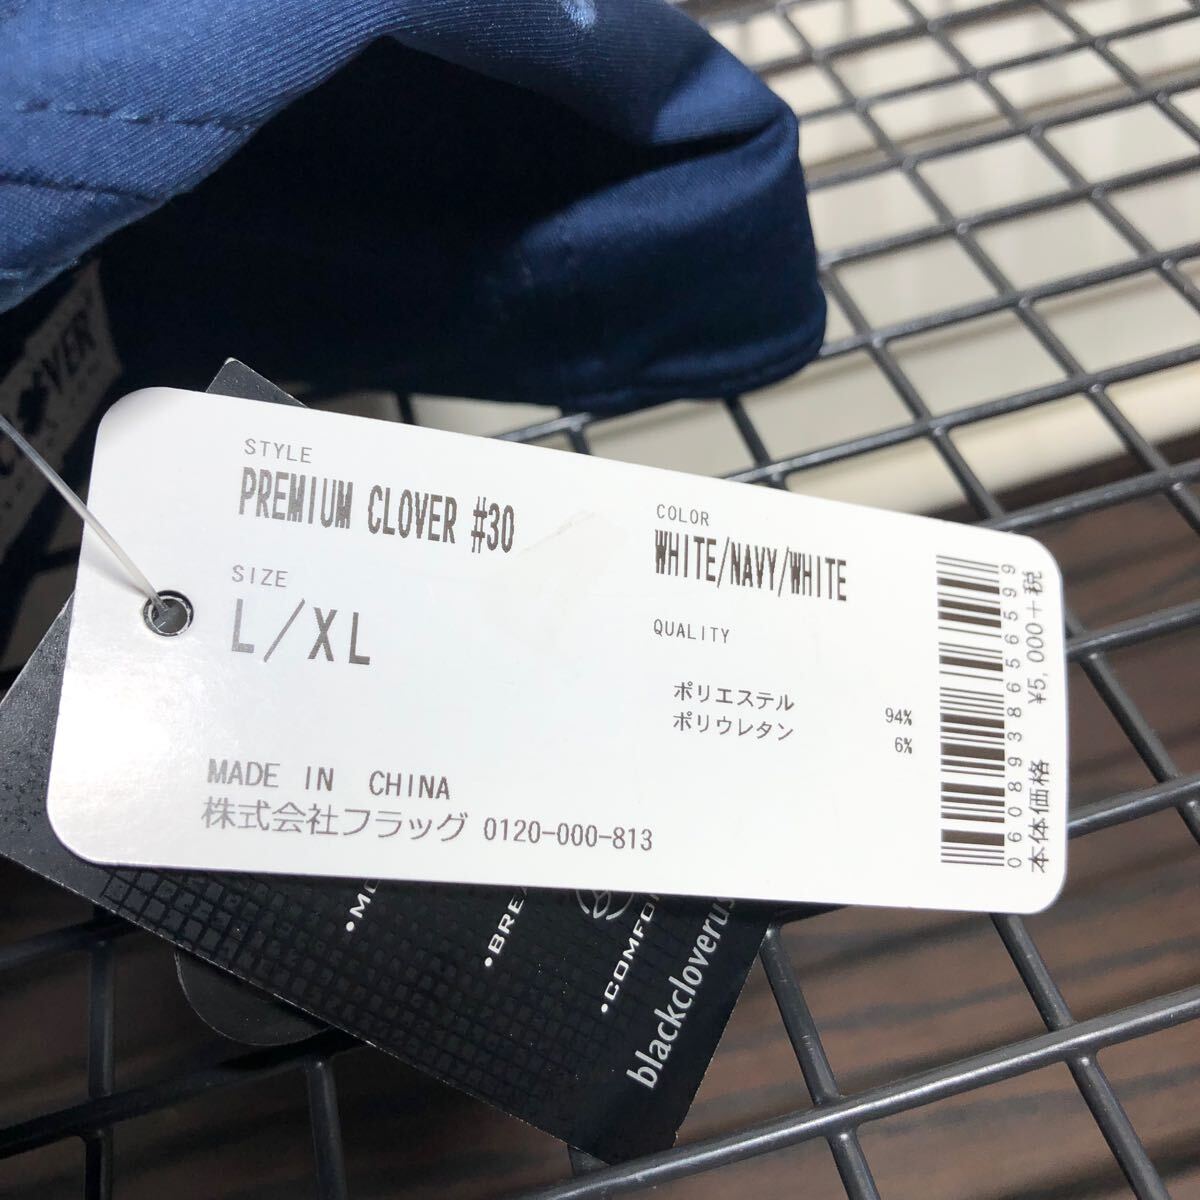 STYLE
PREMIUM CLOVER #30
SIZE
L/XL
COLOR
WHITE/NAVY/WHITE
QUALITY
ポリエステル 94%
ポリウレタン 6%
MADE IN CHINA
株式会社フラッグ 0120-000-813
0608938656599
本体価格 ¥5,000+税
blackcloverus